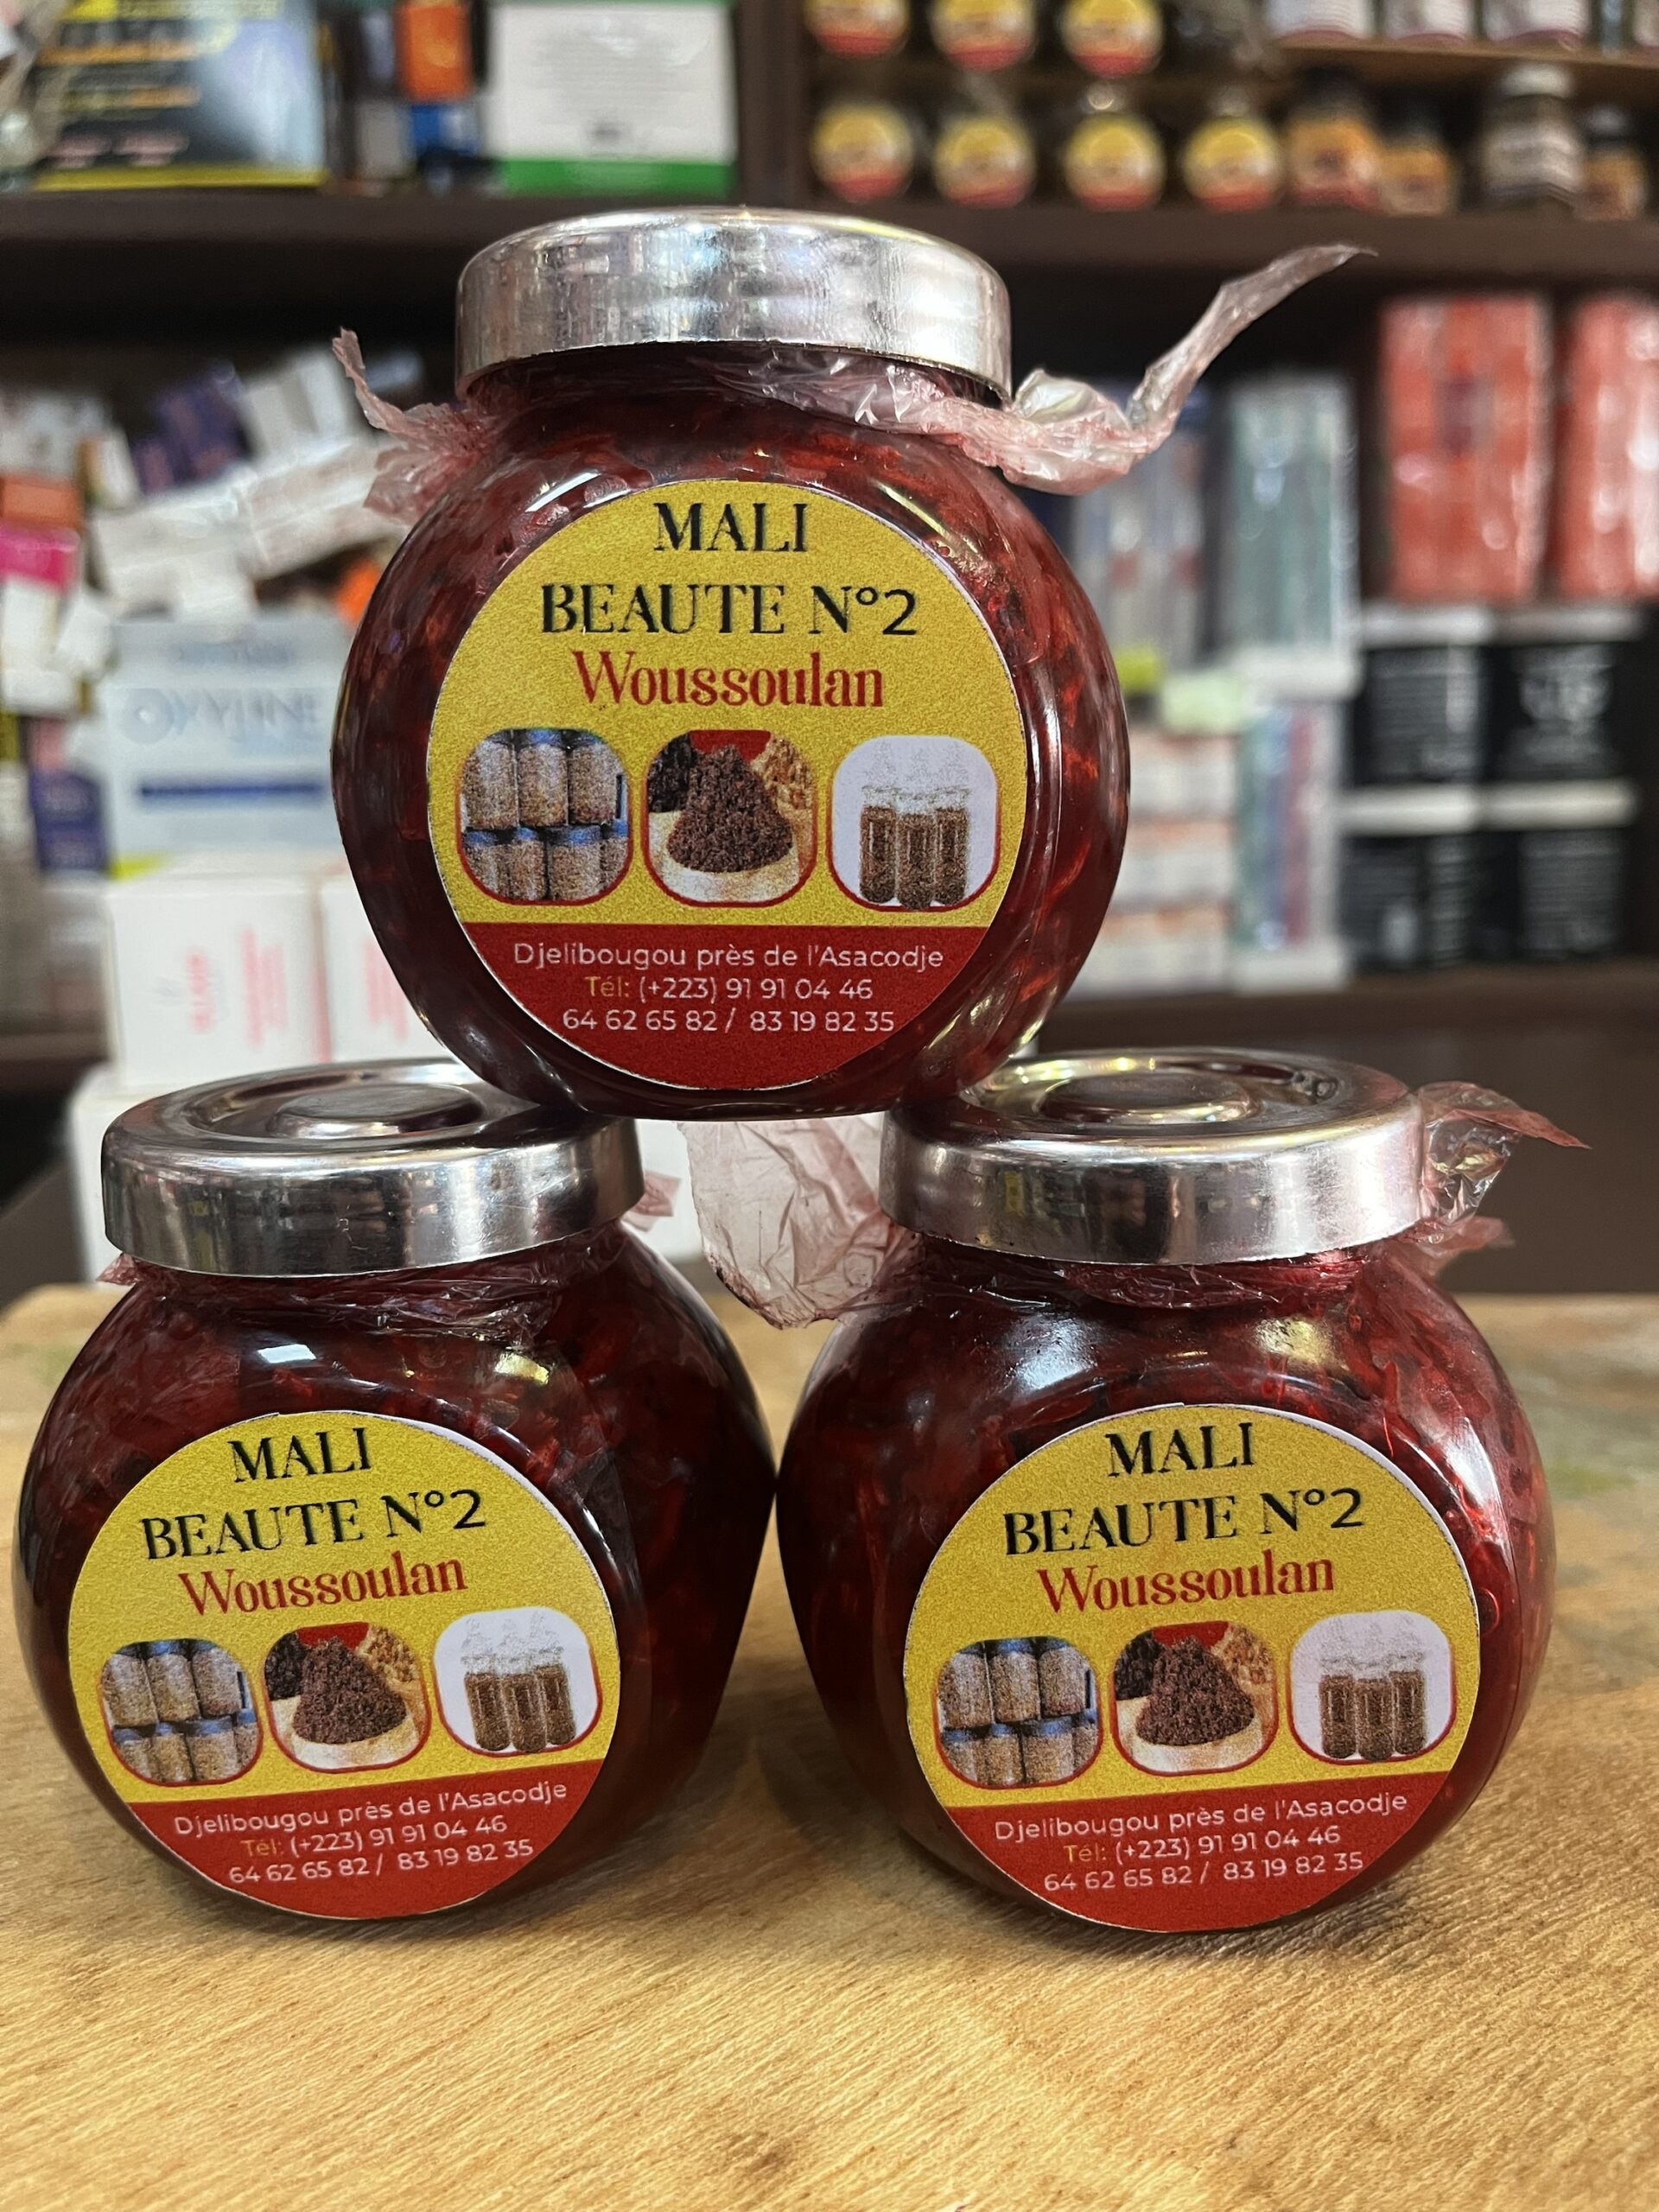 MALI
BEAUTE N°2
Woussoulan
Djelibougou près de l'Asacodje
Tél: (+223) 91 91 04 46
64 62 65 82 / 83 19 82 35
MALI
BEAUTE N°2
Woussoulan
Djelibougou près de l'Asacodje
Tél: (+223) 91 91 04 46
64 62 65 82 / 83 19 82 35
MALI
BEAUTE N°2
Woussoulan
Djelibougou près de l'Asacodje
Tél: (+223) 91 91 04 46
64 62 65 82 / 83 19 82 35